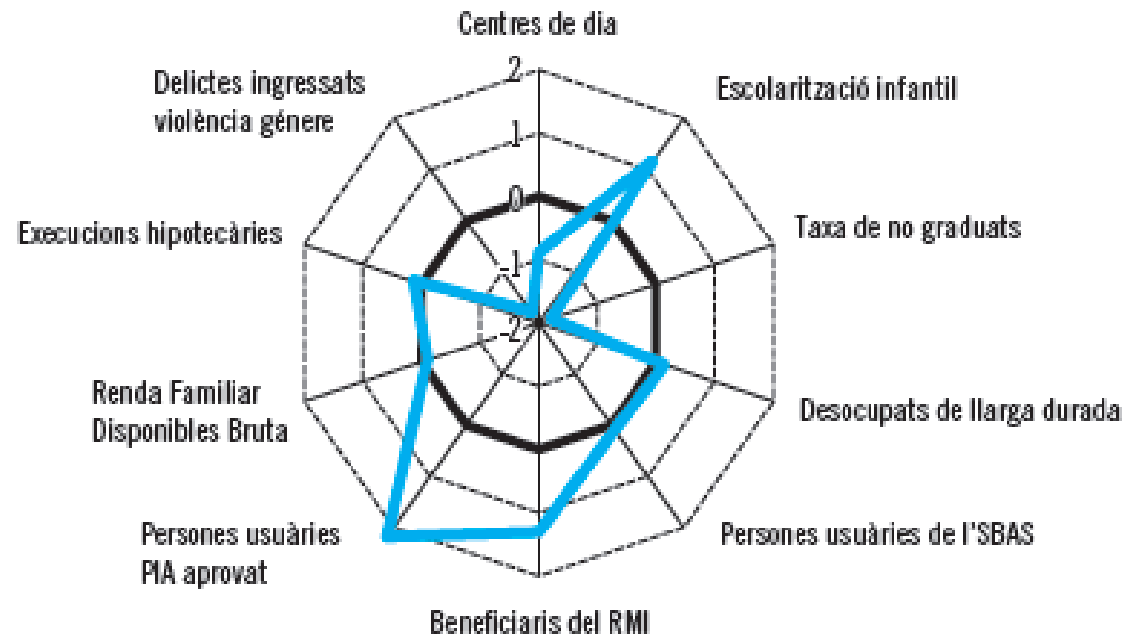 Centres de dia
Delictes ingressats
violència génere
Escolarització infantil
2
1
0
-1
-2
Execucions hipotecàries
Taxa de no graduats
Renda Familiar
Disponibles Bruta
Desocupats de llarga durada
Persones usuàries
PIA aprovat
Persones usuàries de l'SBAS
Beneficiaris del RMI